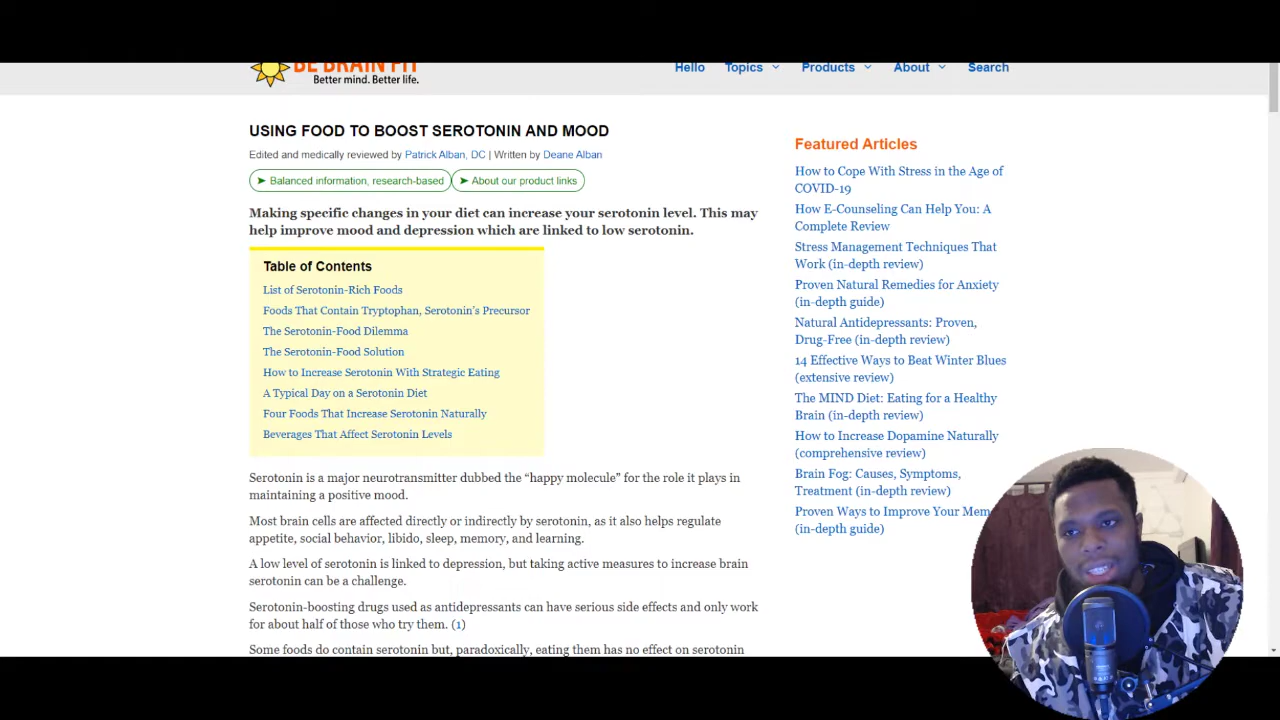 BE BRAIN FIT
Better mind. Better life.
Hello Topics Products About Search
USING FOOD TO BOOST SEROTONIN AND MOOD
Edited and medically reviewed by Patrick Alban, DC | Written by Deane Alban
➤ Balanced information, research-based ➤ About our product links
Making specific changes in your diet can increase your serotonin level. This may
help improve mood and depression which are linked to low serotonin.
Table of Contents
List of Serotonin-Rich Foods
Foods That Contain Tryptophan, Serotonin's Precursor
The Serotonin-Food Dilemma
The Serotonin-Food Solution
How to Increase Serotonin With Strategic Eating
A Typical Day on a Serotonin Diet
Four Foods That Increase Serotonin Naturally
Beverages That Affect Serotonin Levels
Serotonin is a major neurotransmitter dubbed the “happy molecule” for the role it plays in
maintaining a positive mood.
Most brain cells are affected directly or indirectly by serotonin, as it also helps regulate
appetite, social behavior, libido, sleep, memory, and learning.
A low level of serotonin is linked to depression, but taking active measures to increase brain
serotonin can be a challenge.
Serotonin-boosting drugs used as antidepressants can have serious side effects and only work
for about half of those who try them. (1)
Some foods do contain serotonin but, paradoxically, eating them has no effect on serotonin
Featured Articles
How to Cope With Stress in the Age of
COVID-19
How E-Counseling Can Help You: A
Complete Review
Stress Management Techniques That
Work (in-depth review)
Proven Natural Remedies for Anxiety
(in-depth guide)
Natural Antidepressants: Proven,
Drug-Free (in-depth review)
14 Effective Ways to Beat Winter Blues
(extensive review)
The MIND Diet: Eating for a Healthy
Brain (in-depth review)
How to Increase Dopamine Naturally
(comprehensive review)
Brain Fog: Causes, Symptoms,
Treatment (in-depth review)
Proven Ways to Improve Your Mem
(in-depth guide)